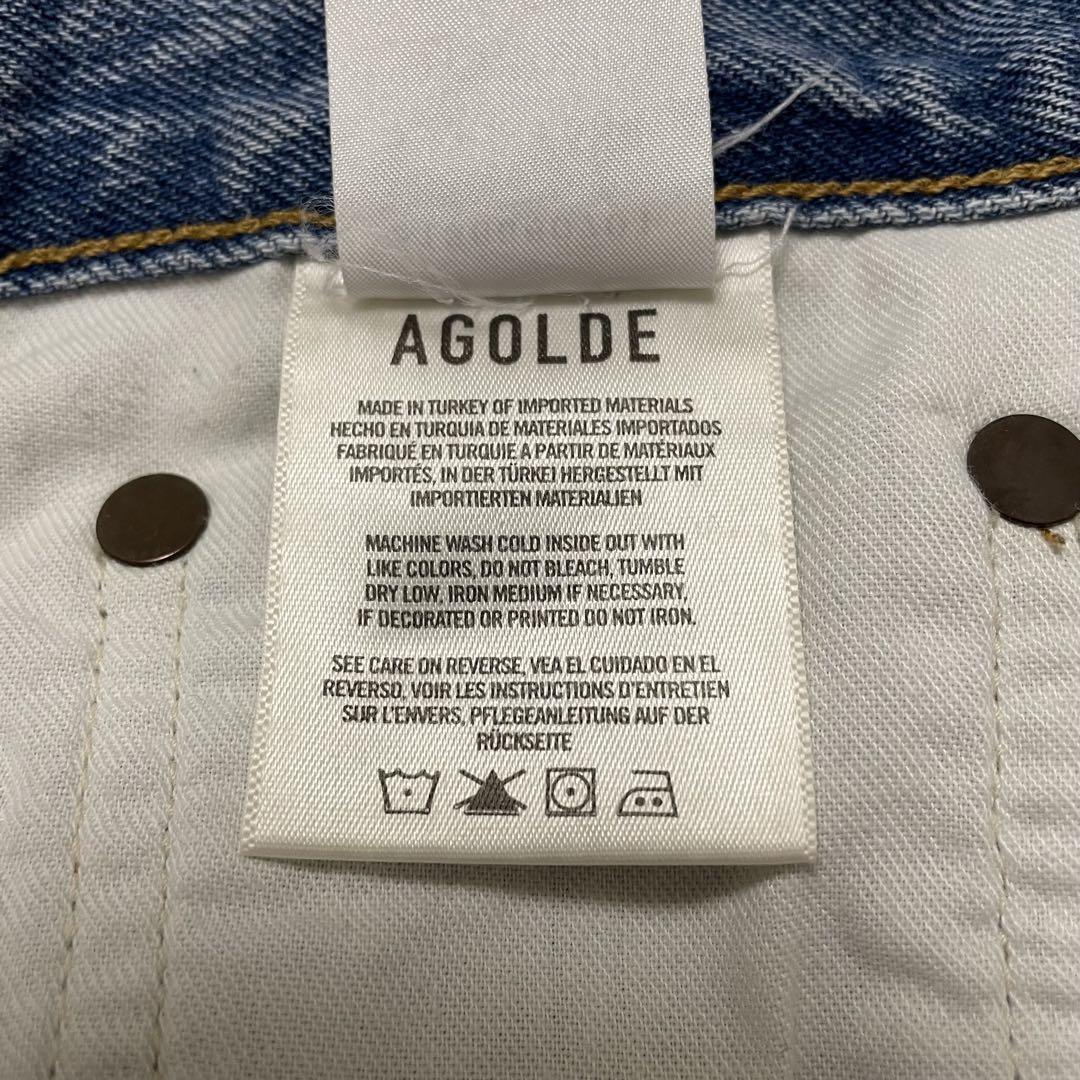 AGOLDE
MADE IN TURKEY OF IMPORTED MATERIALS
HECHO EN TURQUIA DE MATERIALES IMPORTADOS
FABRIQUÉ EN TURQUIE A PARTIR DE MATÉRIAUX
IMPORTÉS, IN DER TÜRKEI HERGESTELLT MIT
IMPORTIERTEN MATERIALIEN
MACHINE WASH COLD INSIDE OUT WITH
LIKE COLORS, DO NOT BLEACH, TUMBLE
DRY LOW, IRON MEDIUM IF NECESSARY,
IF DECORATED OR PRINTED DO NOT IRON.
SEE CARE ON REVERSE, VEA EL CUIDADO EN EL
REVERSO, VOIR LES INSTRUCTIONS D'ENTRETIEN
SUR L'ENVERS, PFLEGEANLEITUNG AUF DER
RÜCKSEITE